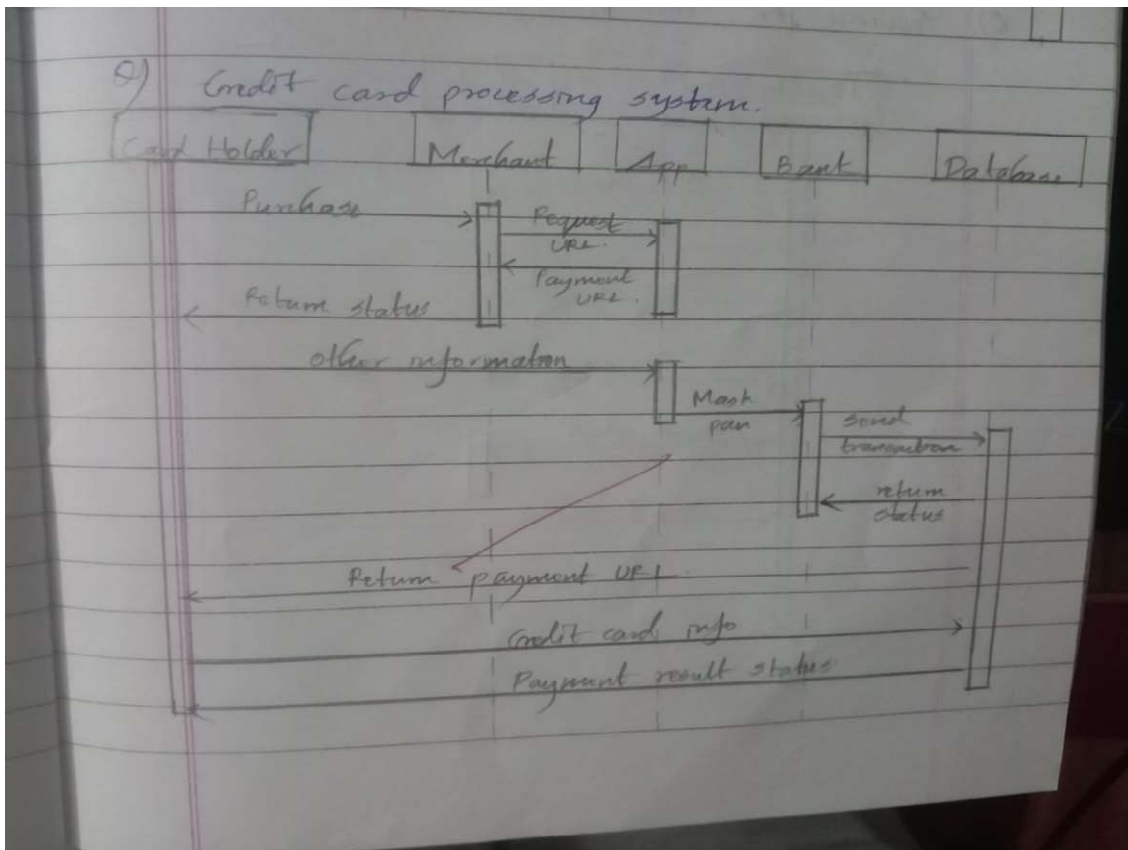 Q) Credit card processing system.
Card Holder Merchant App Bank Database
Purchase
Request
URL.
Payment
URL.
Return status
other information
Mask
pan
send
transaction
return
status
Return payment URL.
Credit card info
Payment result status